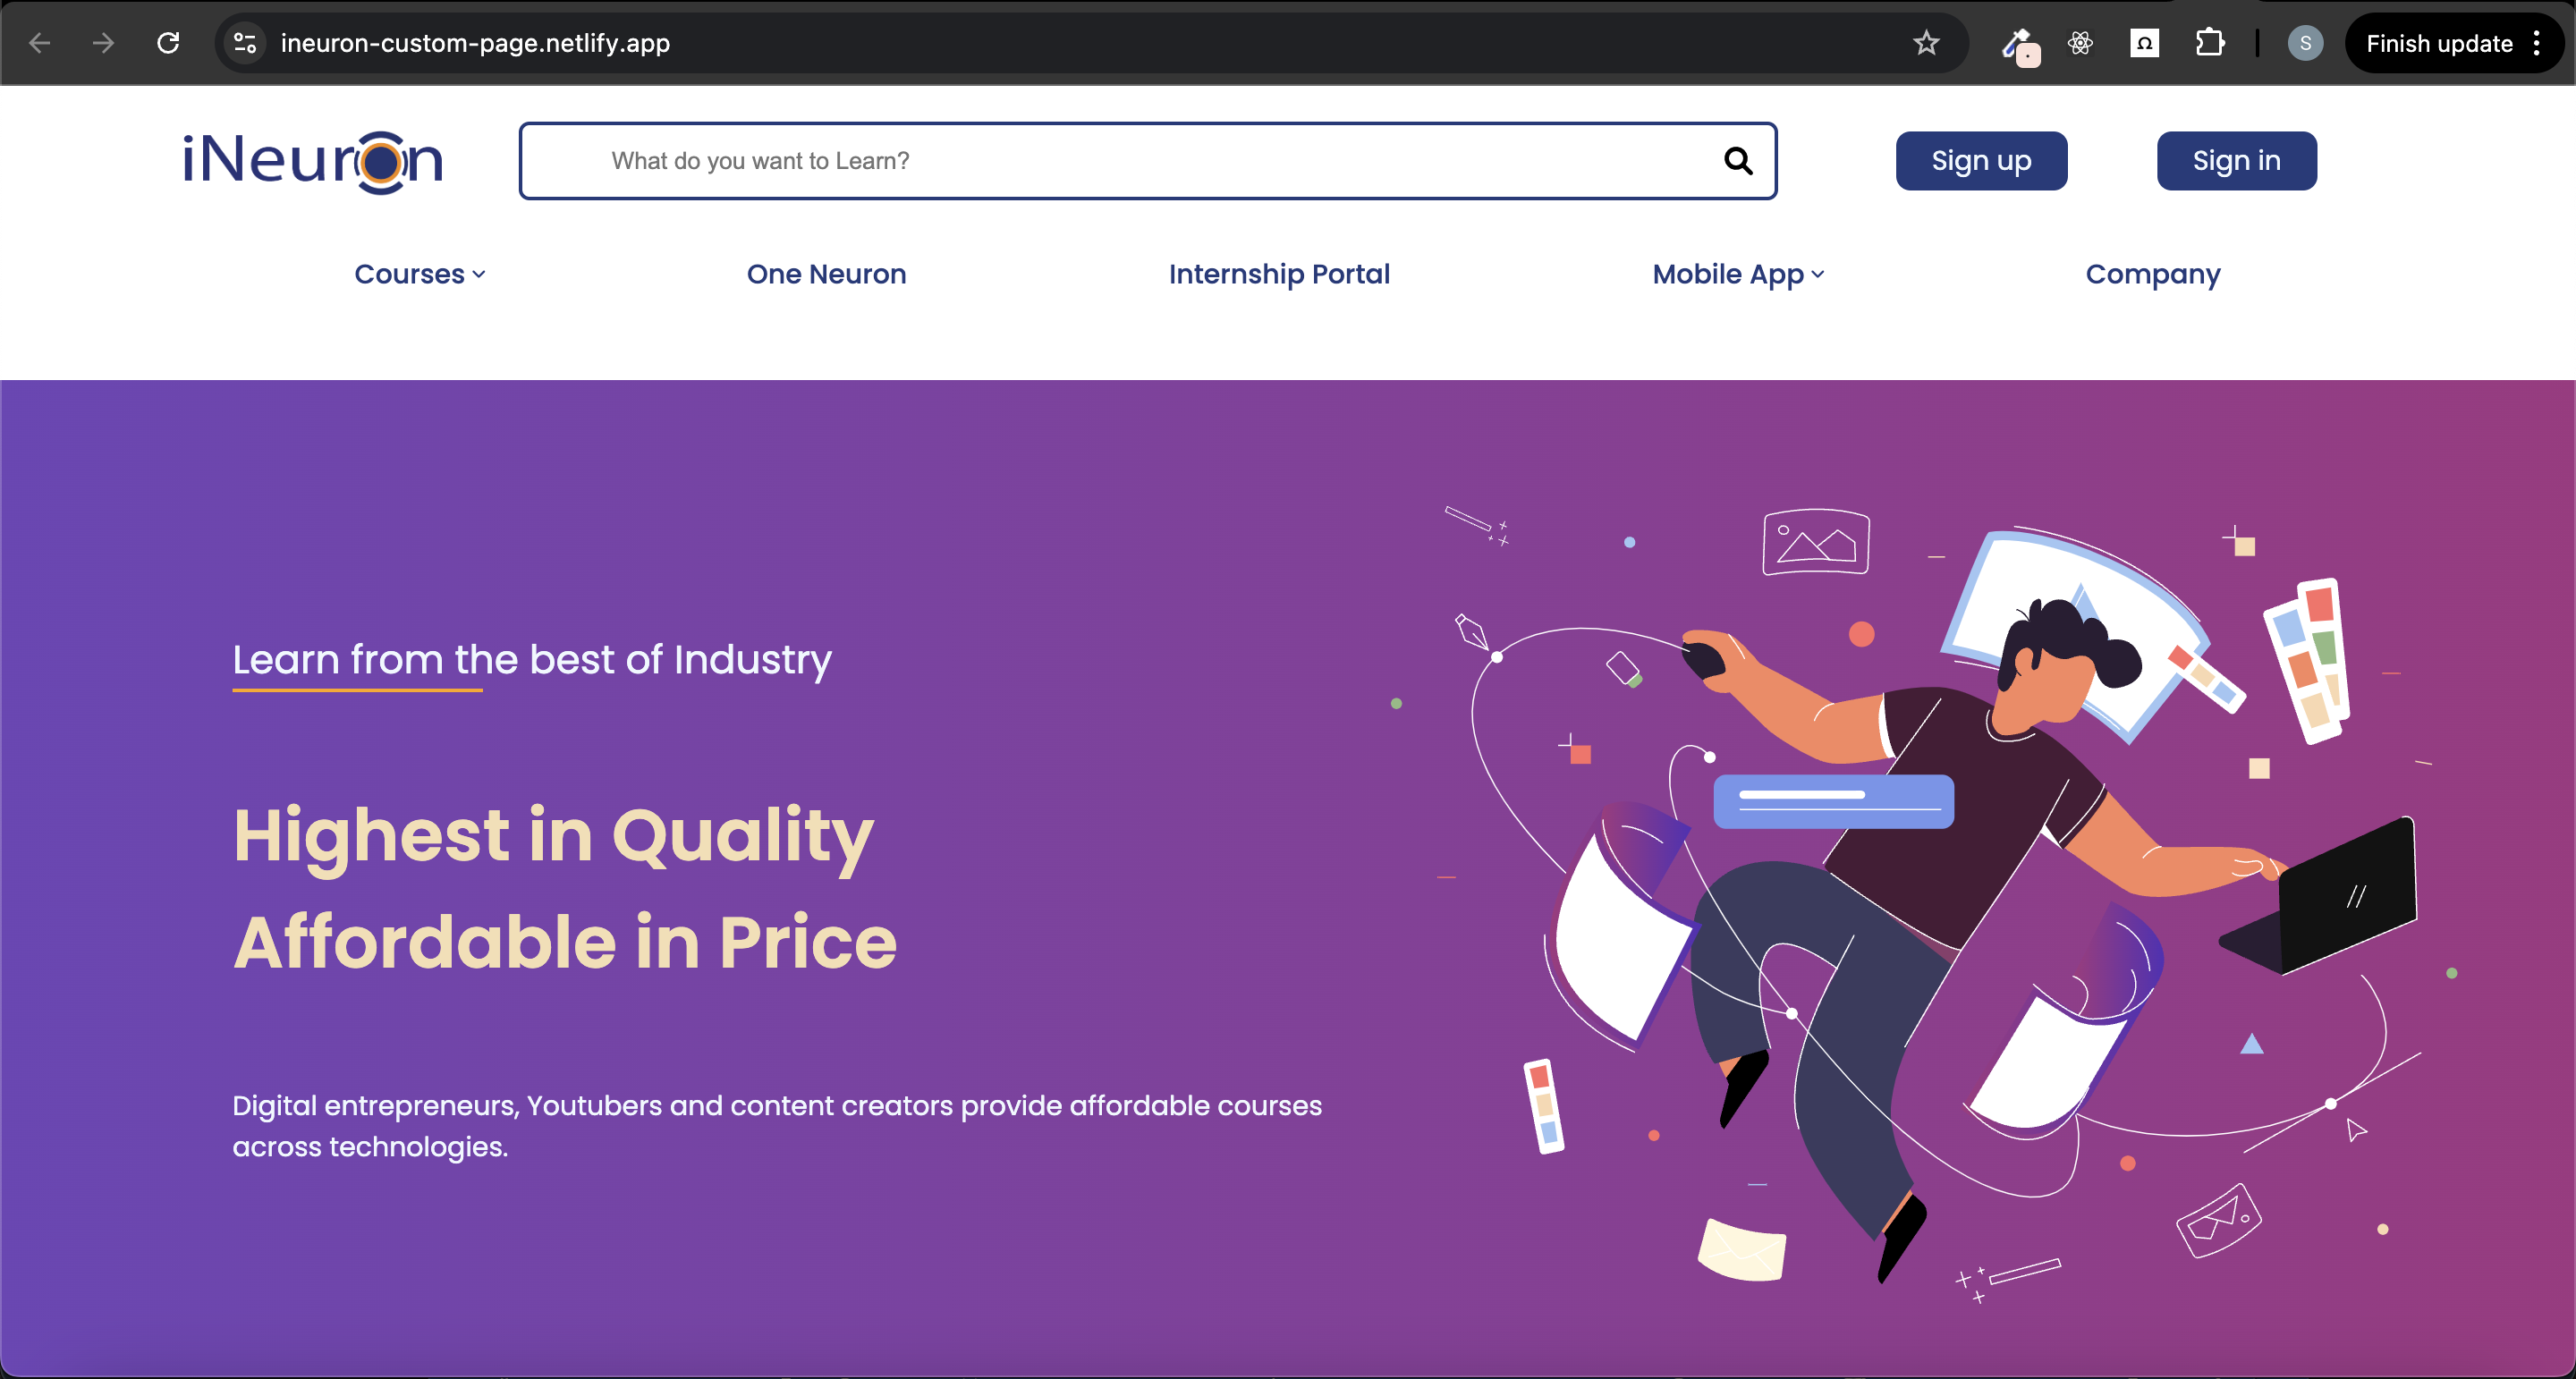 ineuron-custom-page.netlify.app
S
Finish update
iNeuron
What do you want to Learn?
Sign up
Sign in
Courses
One Neuron
Internship Portal
Mobile App
Company
Learn from the best of Industry
Highest in Quality
Affordable in Price
Digital entrepreneurs, Youtubers and content creators provide affordable courses
across technologies.